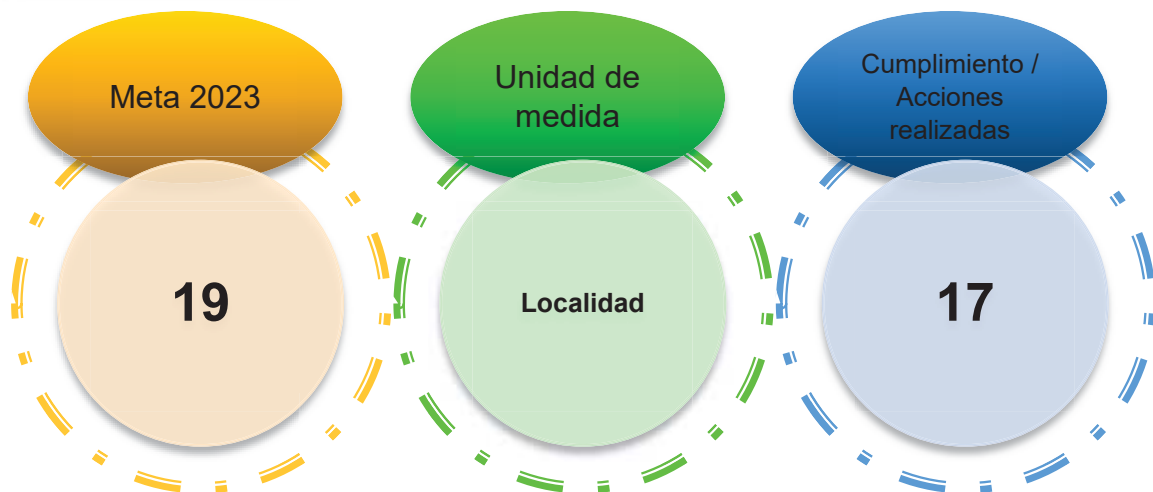 Meta 2023
Unidad de
medida
Cumplimiento /
Acciones
realizadas
19
Localidad
17